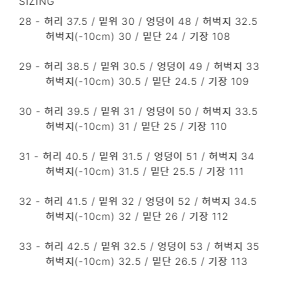 SIZING
28 - 허리 37.5 / 밑위 30 / 엉덩이 48 / 허벅지 32.5
허벅지(-10cm) 30 / 밑단 24 / 기장 108
29 - 허리 38.5 / 밑위 30.5 / 엉덩이 49 / 허벅지 33
허벅지(-10cm) 30.5 / 밑단 24.5 / 기장 109
30 - 허리 39.5 / 밑위 31 / 엉덩이 50 / 허벅지 33.5
허벅지(-10cm) 31 / 밑단 25 / 기장 110
31 - 허리 40.5 / 밑위 31.5 / 엉덩이 51 / 허벅지 34
허벅지(-10cm) 31.5 / 밑단 25.5 / 기장 111
32 - 허리 41.5 / 밑위 32 / 엉덩이 52 / 허벅지 34.5
허벅지(-10cm) 32 / 밑단 26 / 기장 112
33 - 허리 42.5 / 밑위 32.5 / 엉덩이 53 / 허벅지 35
허벅지(-10cm) 32.5 / 밑단 26.5 / 기장 113